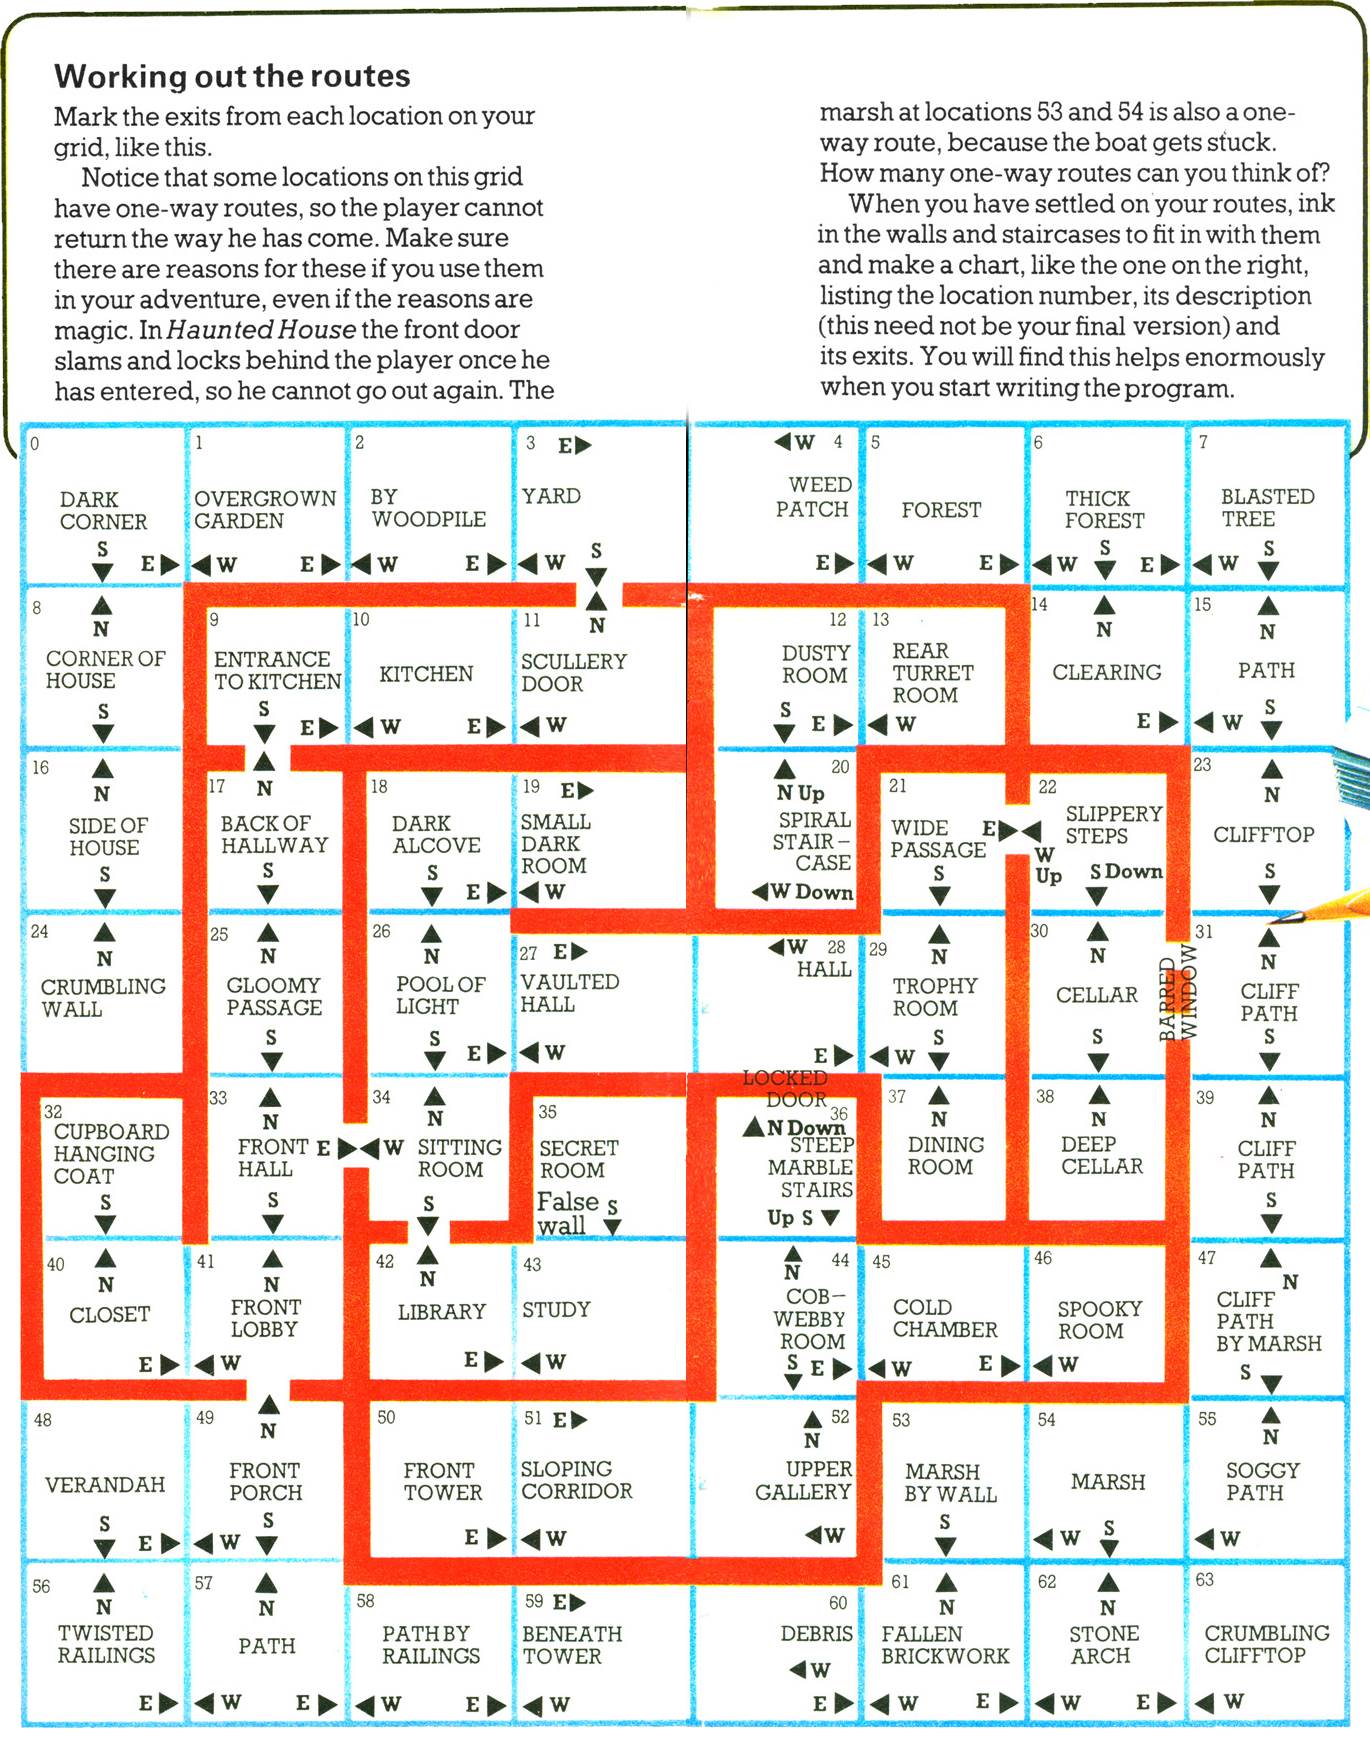 Working out the routes
Mark the exits from each location on your
grid, like this.
Notice that some locations on this grid
have one-way routes, so the player cannot
return the way he has come. Make sure
there are reasons for these if you use them
in your adventure, even if the reasons are
magic. In Haunted House the front door
slams and locks behind the player once he
has entered, so he cannot go out again. The
marsh at locations 53 and 54 is also a one-
way route, because the boat gets stuck.
How many one-way routes can you think of?
When you have settled on your routes, ink
in the walls and staircases to fit in with them
and make a chart, like the one on the right,
listing the location number, its description
(this need not be your final version) and
its exits. You will find this helps enormously
when you start writing the program.
0
DARK
CORNER
S
E
1
OVERGROWN
GARDEN
W E
2
BY
WOODPILE
W E
3 E
YARD
W S
W 4
WEED
PATCH
E
5
FOREST
W E
6
THICK
FOREST
W S E
7
BLASTED
TREE
W S
8
N
CORNER OF
HOUSE
S
9
ENTRANCE
TO KITCHEN
S E
10
KITCHEN
W E
11 N
SCULLERY
DOOR
W
12
DUSTY
ROOM
S E
13
REAR
TURRET
ROOM
W
14
N
CLEARING
E
15
N
PATH
W S
16
N
SIDE OF
HOUSE
S
17 N
BACK OF
HALLWAY
S
18
DARK
ALCOVE
S E
19 E
SMALL
DARK
ROOM
W
20
N Up
SPIRAL
STAIR-
CASE
W Down
21
WIDE
PASSAGE
E
S
22
SLIPPERY
STEPS
W
Up
S Down
23
N
CLIFFTOP
S
24
N
CRUMBLING
WALL
25
N
GLOOMY
PASSAGE
S
26
N
POOL OF
LIGHT
S E
27 E
VAULTED
HALL
W
W 28
HALL
E
29
N
TROPHY
ROOM
W S
30
N
CELLAR
S
BARRED
WINDOW
31
N
CLIFF
PATH
S
32
CUPBOARD
HANGING
COAT
S
33
N
FRONT
HALL
E
S
34
N
W
SITTING
ROOM
S
35
SECRET
ROOM
False
wall
S
LOCKED
DOOR
36
N Down
STEEP
MARBLE
STAIRS
Up S
37
N
DINING
ROOM
38
N
DEEP
CELLAR
39
N
CLIFF
PATH
S
40
N
CLOSET
E
41
N
FRONT
LOBBY
W
42
N
LIBRARY
E
43
STUDY
W
44
N
COB-
WEBBY
ROOM
S E
45
COLD
CHAMBER
W E
46
SPOOKY
ROOM
W
47
N
CLIFF
PATH
BY MARSH
S
48
VERANDAH
S
E
49
N
FRONT
PORCH
W S
50
FRONT
TOWER
E
51 E
SLOPING
CORRIDOR
W
52
N
UPPER
GALLERY
W
53
MARSH
BY WALL
S
54
MARSH
W S
55
N
SOGGY
PATH
W
56
N
TWISTED
RAILINGS
E
57
N
PATH
W E
58
PATH BY
RAILINGS
W E
59 E
BENEATH
TOWER
W
60
DEBRIS
W
E
61
N
FALLEN
BRICKWORK
W E
62
N
STONE
ARCH
W E
63
CRUMBLING
CLIFFTOP
W